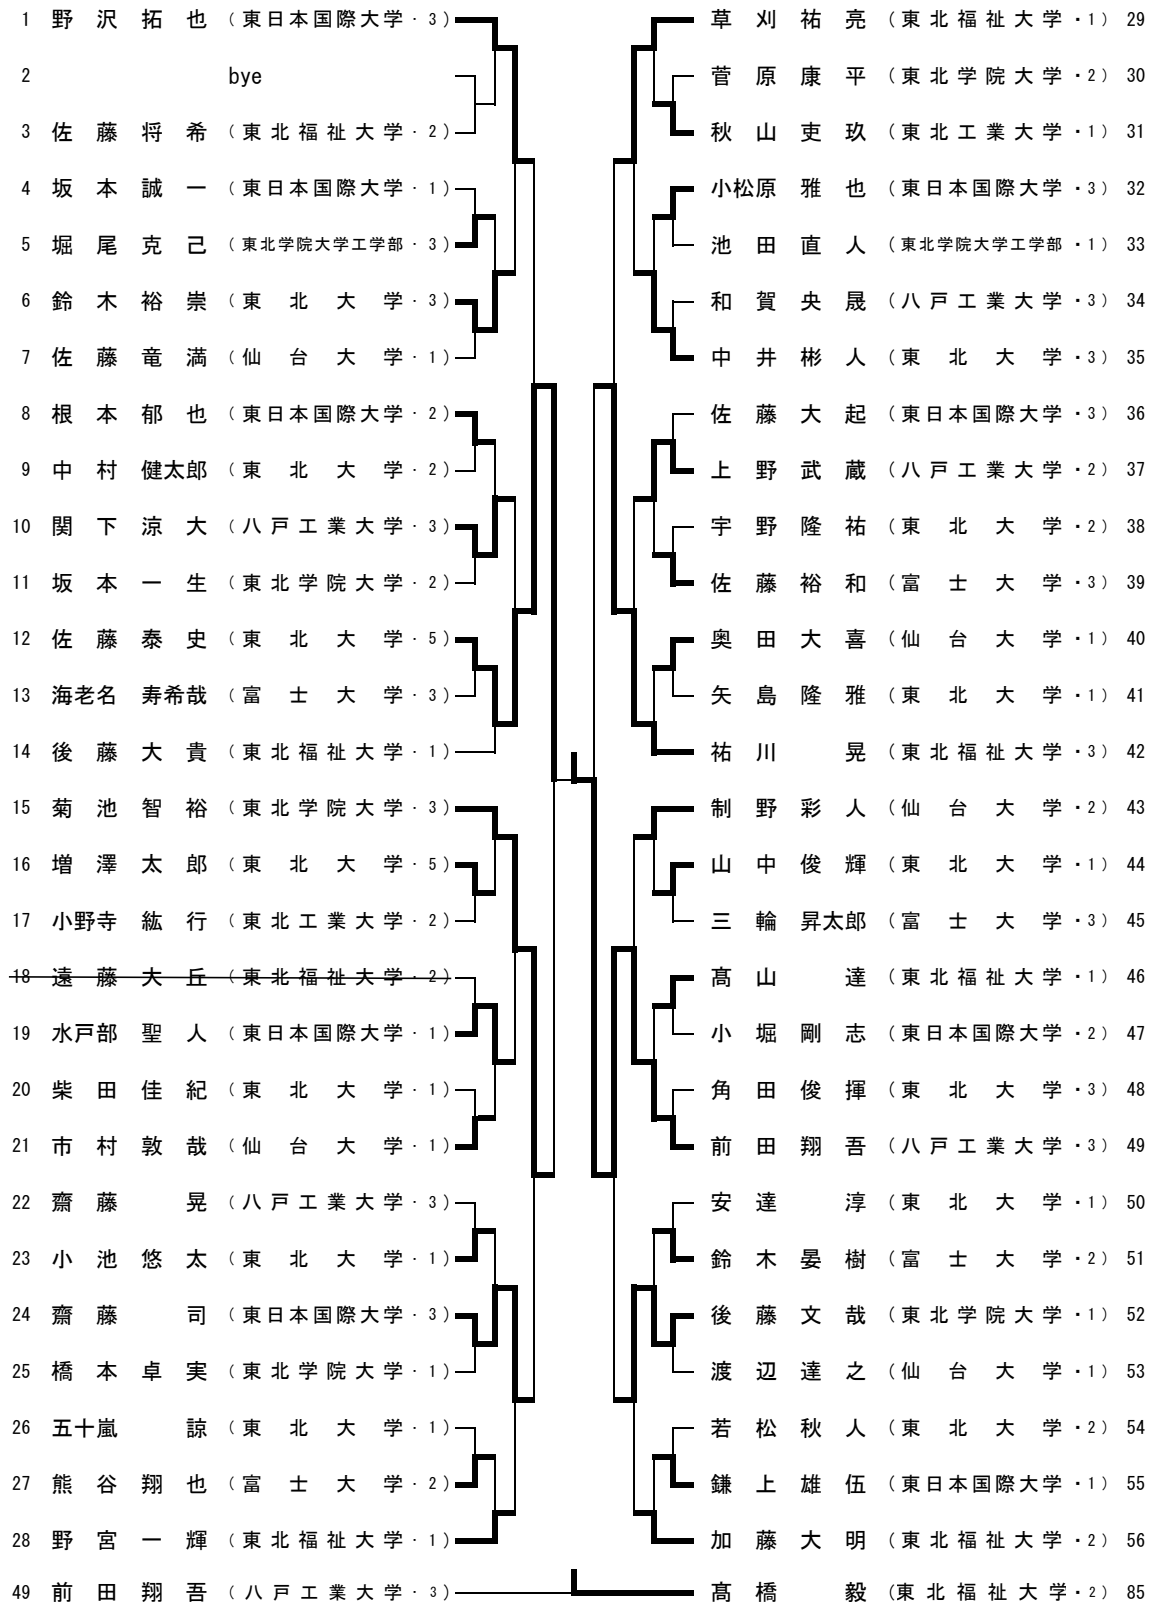 1 野沢拓也 (東日本国際大学・3)
2 bye
3 佐藤将希 (東北福祉大学・2)
4 坂本誠一 (東日本国際大学・1)
5 堀尾克己 (東北学院大学工学部・3)
6 鈴木裕崇 (東北大学・3)
7 佐藤竜満 (仙台大学・1)
8 根本郁也 (東日本国際大学・2)
9 中村健太郎 (東北大学・2)
10 関下涼大 (八戸工業大学・3)
11 坂本一生 (東北学院大学・2)
12 佐藤泰史 (東北大学・5)
13 海老名寿希哉 (富士大学・3)
14 後藤大貴 (東北福祉大学・1)
15 菊池智裕 (東北学院大学・3)
16 増澤太郎 (東北大学・5)
17 小野寺紘行 (東北工業大学・2)
18 遠藤大丘 (東北福祉大学・2)
19 水戸部聖人 (東日本国際大学・1)
20 柴田佳紀 (東北大学・1)
21 市村敦哉 (仙台大学・1)
22 齋藤晃 (八戸工業大学・3)
23 小池悠太 (東北大学・1)
24 齋藤司 (東日本国際大学・3)
25 橋本卓実 (東北学院大学・1)
26 五十嵐諒 (東北大学・1)
27 熊谷翔也 (富士大学・2)
28 野宮一輝 (東北福祉大学・1)
49 前田翔吾 (八戸工業大学・3)
草刈祐亮 (東北福祉大学・1) 29
菅原康平 (東北学院大学・2) 30
秋山吏玖 (東北工業大学・1) 31
小松原雅也 (東日本国際大学・3) 32
池田直人 (東北学院大学工学部・1) 33
和賀央晟 (八戸工業大学・3) 34
中井彬人 (東北大学・3) 35
佐藤大起 (東日本国際大学・3) 36
上野武蔵 (八戸工業大学・2) 37
宇野隆祐 (東北大学・2) 38
佐藤裕和 (富士大学・3) 39
奥田大喜 (仙台大学・1) 40
矢島隆雅 (東北大学・1) 41
祐川晃 (東北福祉大学・3) 42
制野彩人 (仙台大学・2) 43
山中俊輝 (東北大学・1) 44
三輪昇太郎 (富士大学・3) 45
髙山達 (東北福祉大学・1) 46
小堀剛志 (東日本国際大学・2) 47
角田俊揮 (東北大学・3) 48
前田翔吾 (八戸工業大学・3) 49
安達淳 (東北大学・1) 50
鈴木晏樹 (富士大学・2) 51
後藤文哉 (東北学院大学・1) 52
渡辺達之 (仙台大学・1) 53
若松秋人 (東北大学・2) 54
鎌上雄伍 (東日本国際大学・1) 55
加藤大明 (東北福祉大学・2) 56
髙橋毅 (東北福祉大学・2) 85